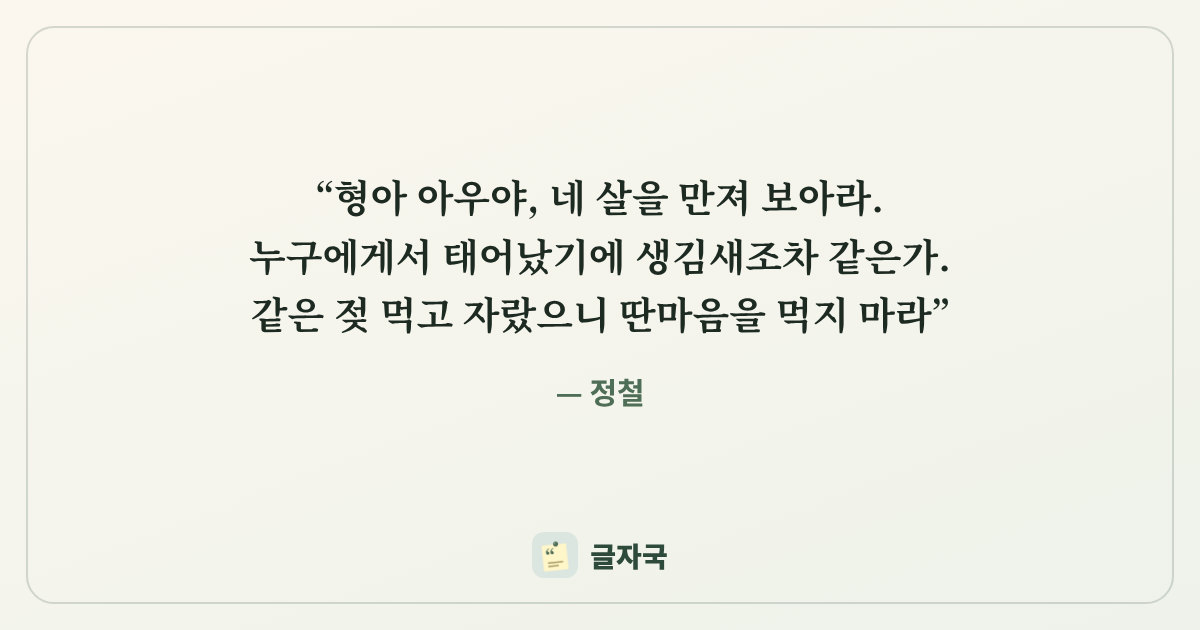 “형아 아우야, 네 살을 만져 보아라.
누구에게서 태어났기에 생김새조차 같은가.
같은 젖 먹고 자랐으니 딴마음을 먹지 마라”
— 정철
글자국